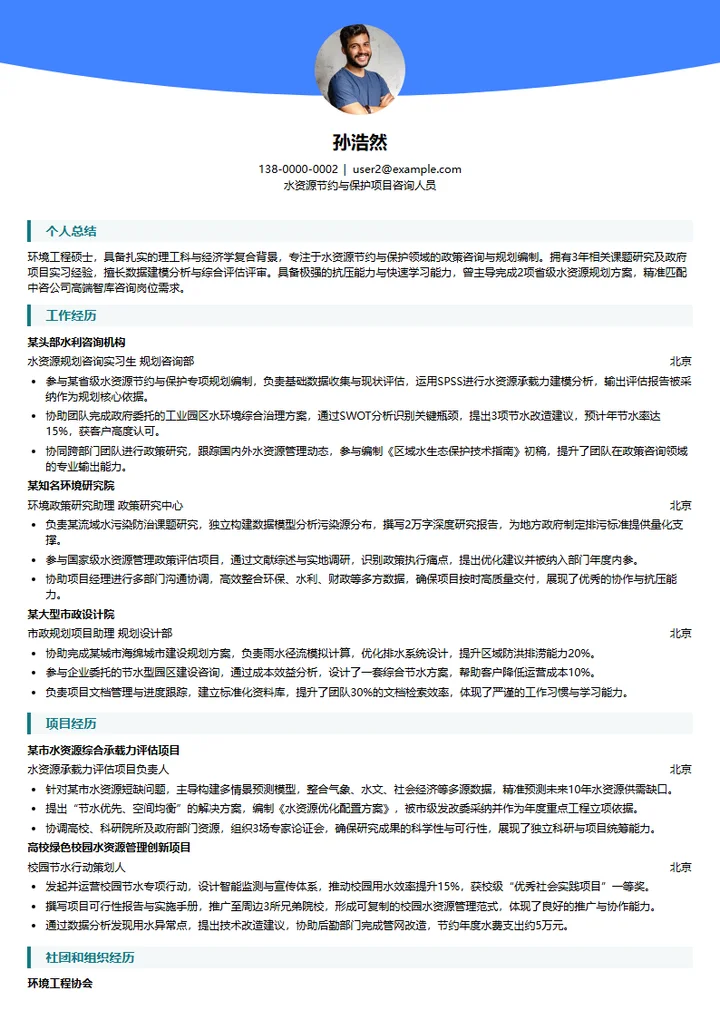 孙浩然
138-0000-0002 | user2@example.com
水资源节约与保护项目咨询人员
个人总结
环境工程硕士，具备扎实的理工科与经济学复合背景，专注于水资源节约与保护领域的政策咨询与规划编制。拥有3年相关课题研究及政府
项目实习经验，擅长数据建模分析与综合评估评审。具备极强的抗压能力与快速学习能力，曾主导完成2项省级水资源规划方案，精准匹配
中咨公司高端智库咨询岗位需求。
工作经历
某头部水利咨询机构
水资源规划咨询实习生 规划咨询部 北京
• 参与某省级水资源节约与保护专项规划编制，负责基础数据收集与现状评估，运用SPSS进行水资源承载力建模分析，输出评估报告被采
纳作为规划核心依据。
• 协助团队完成政府委托的工业园区水环境综合治理方案，通过SWOT分析识别关键瓶颈，提出3项节水改造建议，预计年节水率达
15%，获客户高度认可。
• 协同跨部门团队进行政策研究，跟踪国内外水资源管理动态，参与编制《区域水生态保护技术指南》初稿，提升了团队在政策咨询领域
的专业输出能力。
某知名环境研究院
环境政策研究助理 政策研究中心 北京
• 负责某流域水污染防治课题研究，独立构建数据模型分析污染源分布，撰写2万字深度研究报告，为地方政府制定排污标准提供量化支
撑。
• 参与国家级水资源管理政策评估项目，通过文献综述与实地调研，识别政策执行痛点，提出优化建议并被纳入部门年度内参。
• 协助项目经理进行多部门沟通协调，高效整合环保、水利、财政等多方数据，确保项目按时高质量交付，展现了优秀的协作与抗压能
力。
某大型市政设计院
市政规划项目助理 规划设计部 北京
• 协助完成某城市海绵城市建设规划方案，负责雨水径流模拟计算，优化排水系统设计，提升区域防洪排涝能力20%。
• 参与企业委托的节水型园区建设咨询，通过成本效益分析，设计了一套综合节水方案，帮助客户降低运营成本10%。
• 负责项目文档管理与进度跟踪，建立标准化资料库，提升了团队30%的文档检索效率，体现了严谨的工作习惯与学习能力。
项目经历
某市水资源综合承载力评估项目
水资源承载力评估项目负责人 北京
• 针对某市水资源短缺问题，主导构建多情景预测模型，整合气象、水文、社会经济等多源数据，精准预测未来10年水资源供需缺口。
• 提出“节水优先、空间均衡”的解决方案，编制《水资源优化配置方案》，被市级发改委采纳并作为年度重点工程立项依据。
• 协调高校、科研院所及政府部门资源，组织3场专家论证会，确保研究成果的科学性与可行性，展现了独立科研与项目统筹能力。
高校绿色校园水资源管理创新项目
校园节水行动策划人 北京
• 发起并运营校园节水专项行动，设计智能监测与宣传体系，推动校园用水效率提升15%，获校级“优秀社会实践项目”一等奖。
• 撰写项目可行性报告与实施手册，推广至周边3所兄弟院校，形成可复制的校园水资源管理范式，体现了良好的推广与协作能力。
• 通过数据分析发现用水异常点，提出技术改造建议，协助后勤部门完成管网改造，节约年度水费支出约5万元。
社团和组织经历
环境工程协会